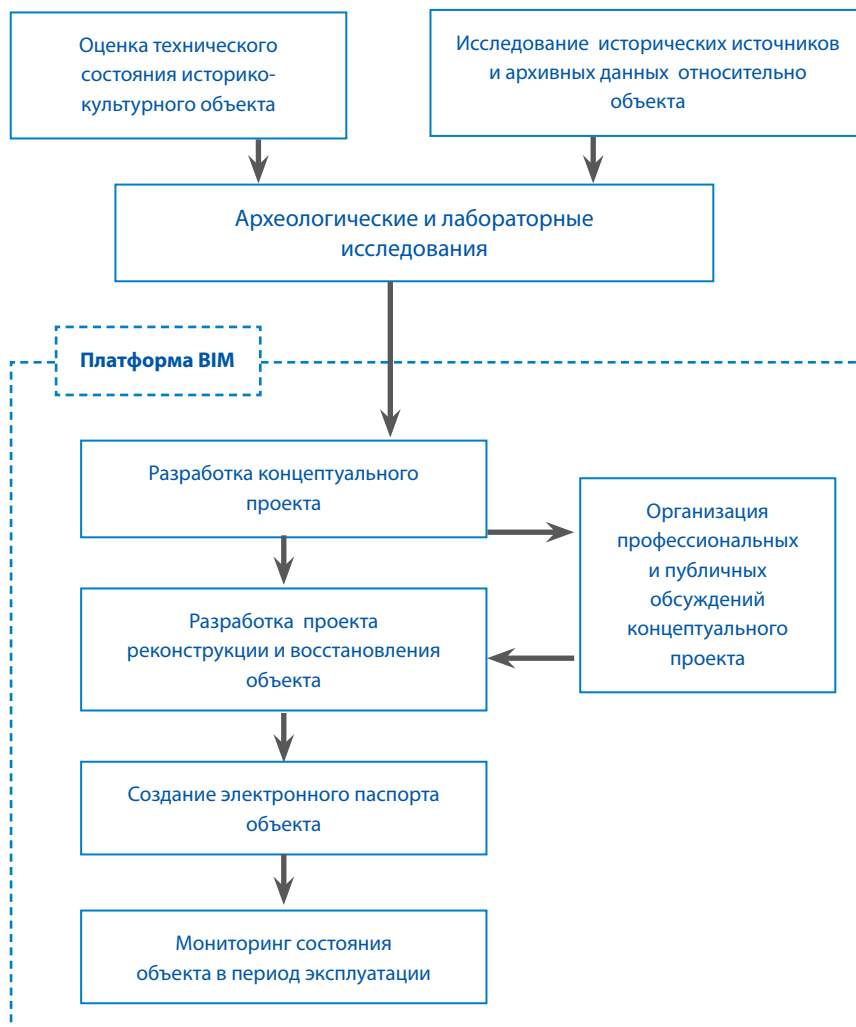 Оценка технического
состояния историко-
культурного объекта
Исследование исторических источников
и архивных данных относительно
объекта
Археологические и лабораторные
исследования
Платформа BIM
Разработка концептуального
проекта
Организация
профессиональных
и публичных
обсуждений
концептуального
проекта
Разработка проекта
реконструкции и восстановления
объекта
Создание электронного паспорта
объекта
Мониторинг состояния
объекта в период эксплуатации